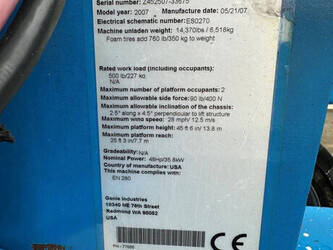 Serial number: Z452507-33675
Model year: 2007 Manufacture date: 05/21/07
Electrical schematic number: ES0270
Machine unladen weight: 14,370lbs / 6,518kg
Foam tires add 760 lb/350 kg to weight
Rated work load (including occupants):
500 lb/227 kg
N/A
Maximum number of platform occupants: 2
Maximum allowable side force: 90 lb/400 N
Maximum allowable inclination of the chassis:
2.5° along x 4.5° perpendicular to lift structure
Maximum wind speed: 28 mph/ 12.5 m/s
Maximum platform height: 45 ft 6 in/ 13.8 m
25 ft 3 in/7.7 m
Gradeability: N/A
Nominal Power: 48Hp/35.8kW
Country of manufacture: USA
This machine complies with:
EN 280
Genie Industries
18340 NE 76th Street
Redmond WA 98052
USA
CE